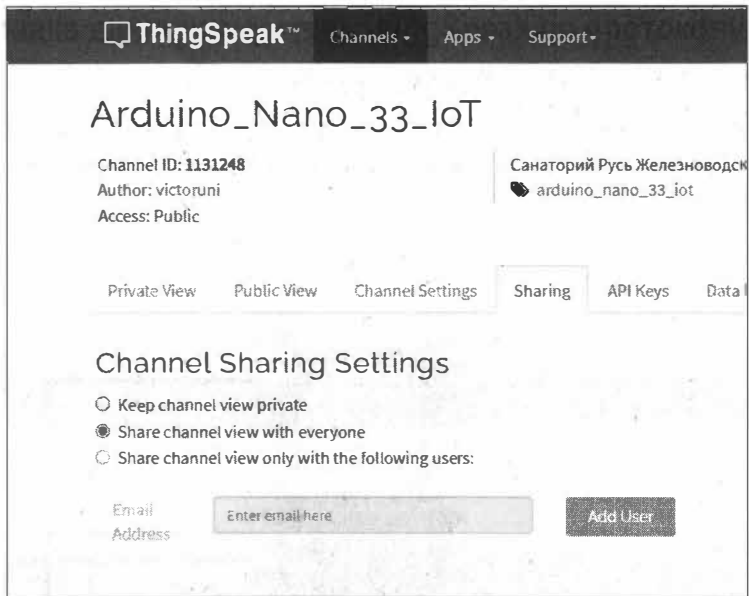 ThingSpeak™ Channels Apps Support
Arduino_Nano_33_IoT
Channel ID: 1131248
Author: victoruni
Access: Public
Санаторий Русь Железноводск
arduino_nano_33_iot
Private View Public View Channel Settings Sharing API Keys Data
Channel Sharing Settings
Keep channel view private
Share channel view with everyone
Share channel view only with the following users:
Email
Address
Enter email here
Add User